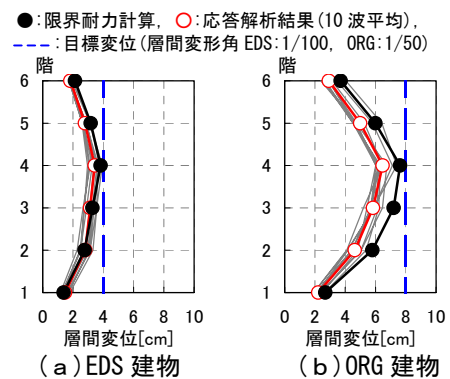 ●:限界耐力計算, ○:応答解析結果(10波平均),
---:目標変位(層間変形角 EDS:1/100, ORG:1/50)
階
6
5
4
3
2
1
0 2 4 6 8 10
層間変位[cm]
(a)EDS 建物
階
6
5
4
3
2
1
0 2 4 6 8 10
層間変位[cm]
(b)ORG 建物